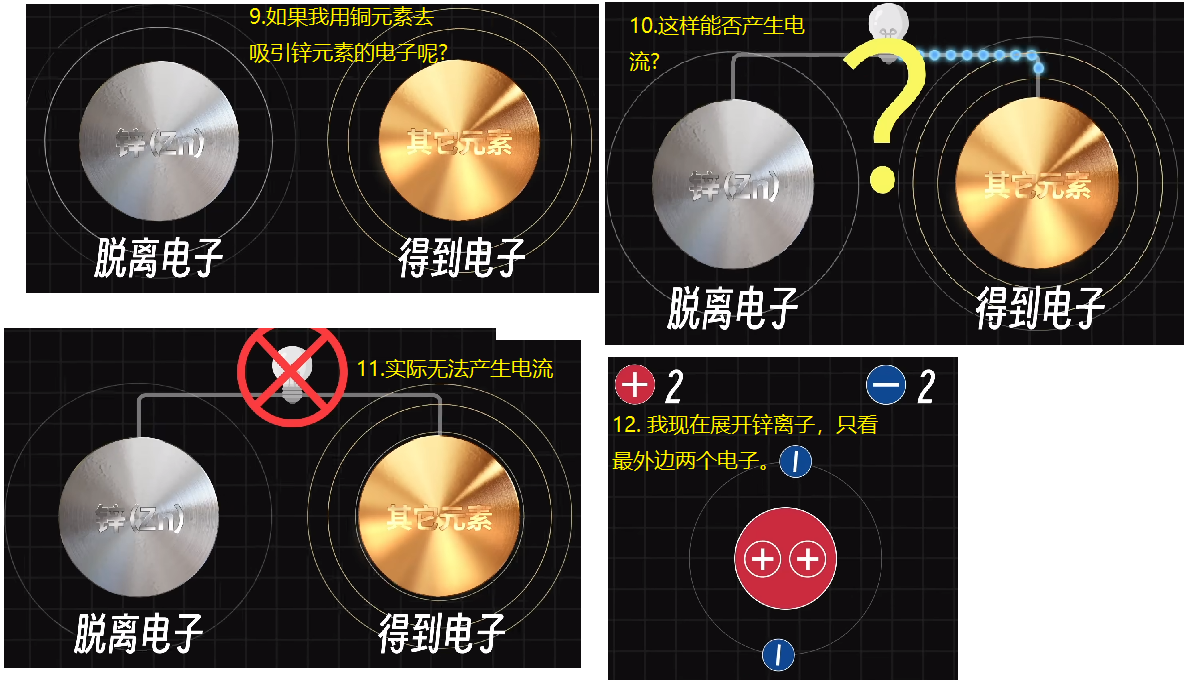 9.如果我用铜元素去
吸引锌元素的电子呢?
锌(Zn)
其它元素
脱离电子
得到电子
10.这样能否产生电
流?
?
锌(Zn)
其它元素
脱离电子
得到电子
11.实际无法产生电流
锌(Zn)
其它元素
脱离电子
得到电子
+ 2
− 2
12. 我现在展开锌离子，只看
最外边两个电子。
+ +